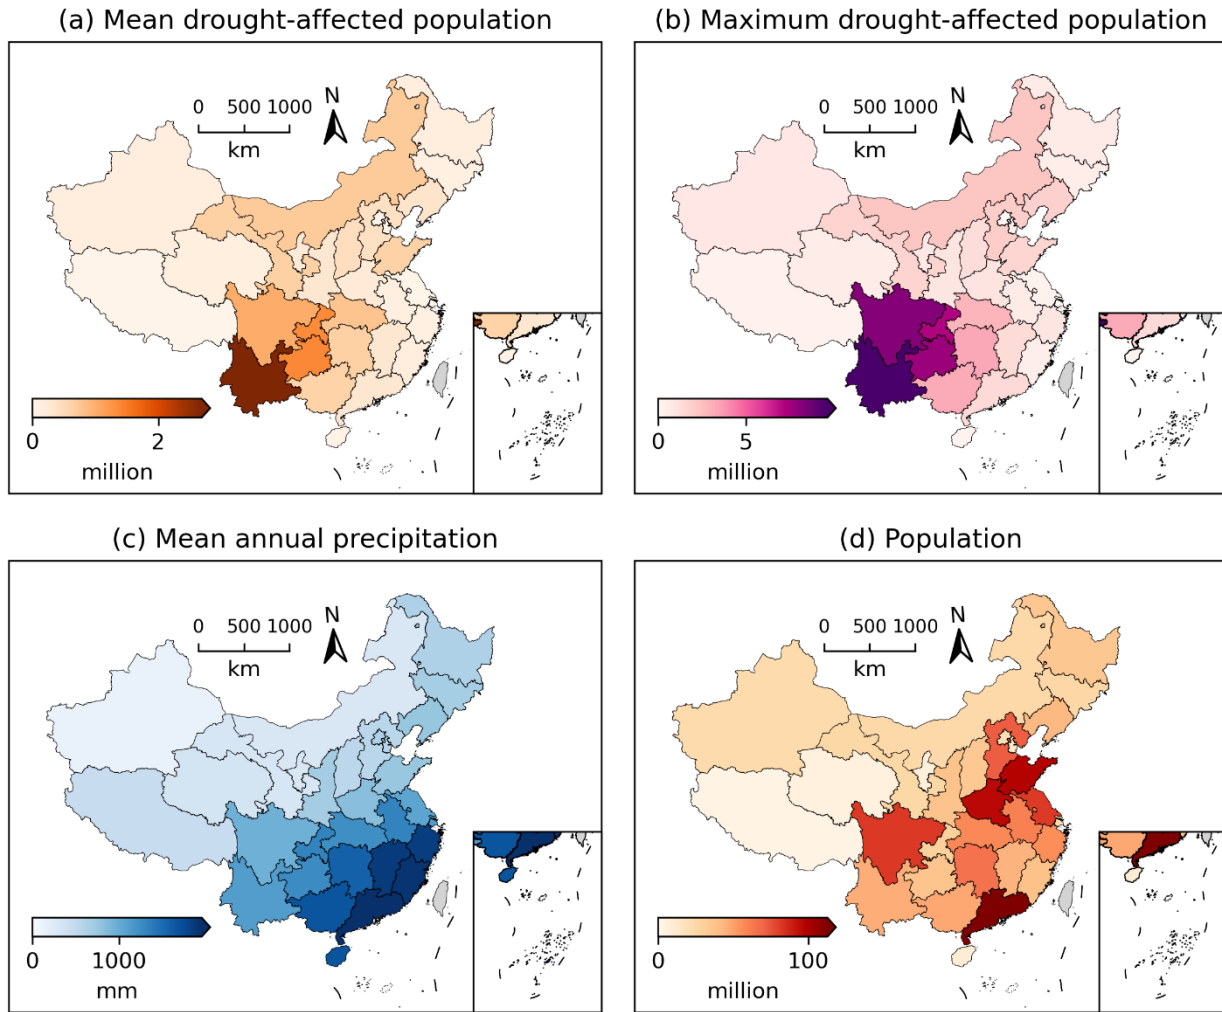 (a) Mean drought-affected population
(b) Maximum drought-affected population
0 500 1000
km
N
0 2
million
0 500 1000
km
N
0 5
million
(c) Mean annual precipitation
(d) Population
0 500 1000
km
N
0 1000
mm
0 500 1000
km
N
0 100
million